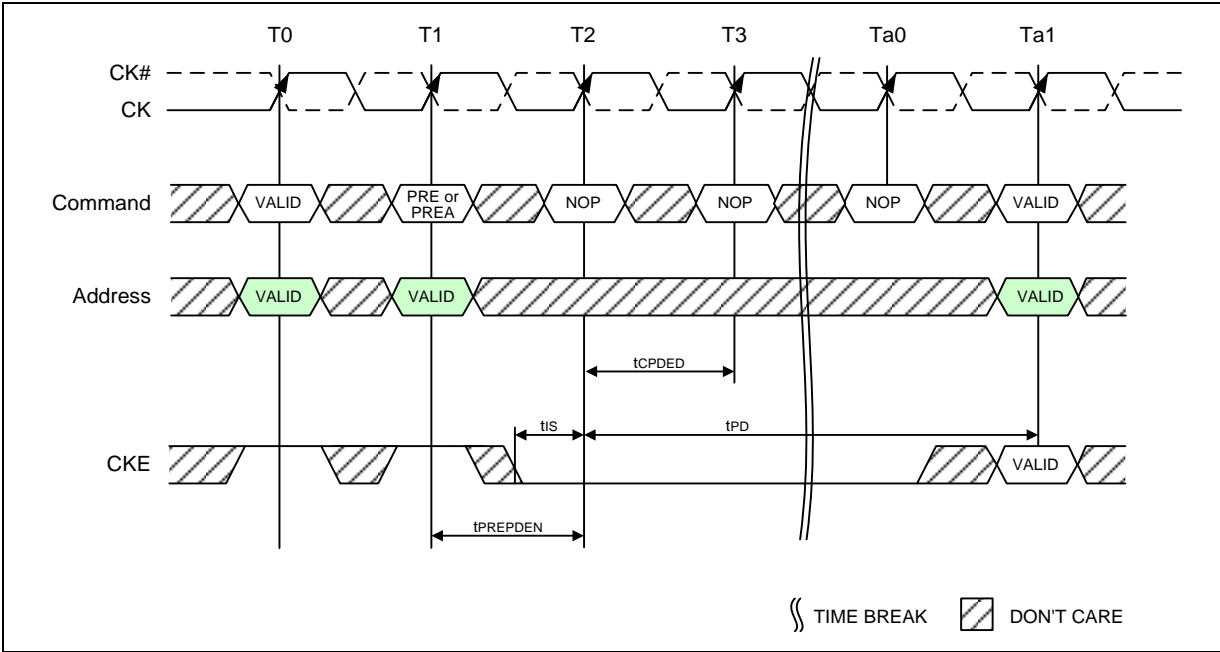 T0 T1 T2 T3 Ta0 Ta1
CK#
CK
Command VALID PRE or PREA NOP NOP NOP VALID
Address VALID VALID VALID
tCPDED
tIS tPD
CKE VALID
tPREPDEN
TIME BREAK DON'T CARE